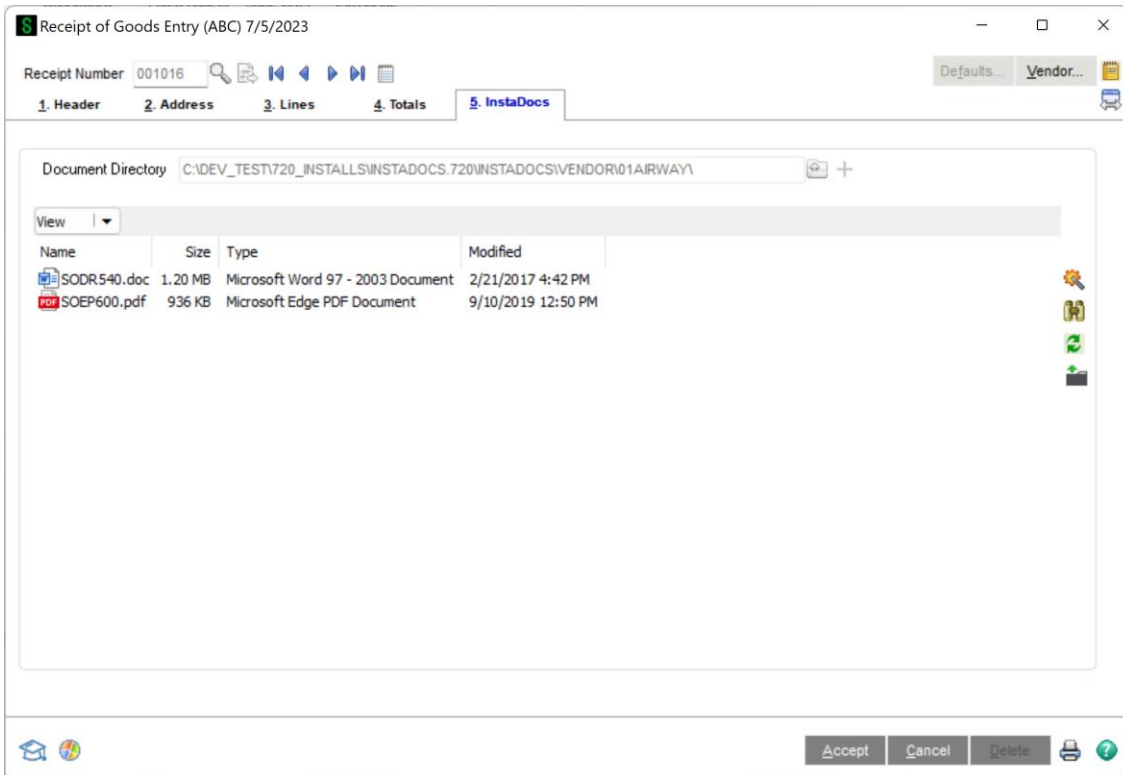 Receipt of Goods Entry (ABC) 7/5/2023
Receipt Number 001016 Defaults... Vendor...
1. Header 2. Address 3. Lines 4. Totals 5. InstaDocs
Document Directory C:\DEV_TEST\720_INSTALLS\INSTADOCS.720\INSTADOCS\VENDOR\01AIRWAY\
View
Name Size Type Modified
SODR540.doc 1.20 MB Microsoft Word 97 - 2003 Document 2/21/2017 4:42 PM
PDF SOEP600.pdf 936 KB Microsoft Edge PDF Document 9/10/2019 12:50 PM
Accept Cancel Delete